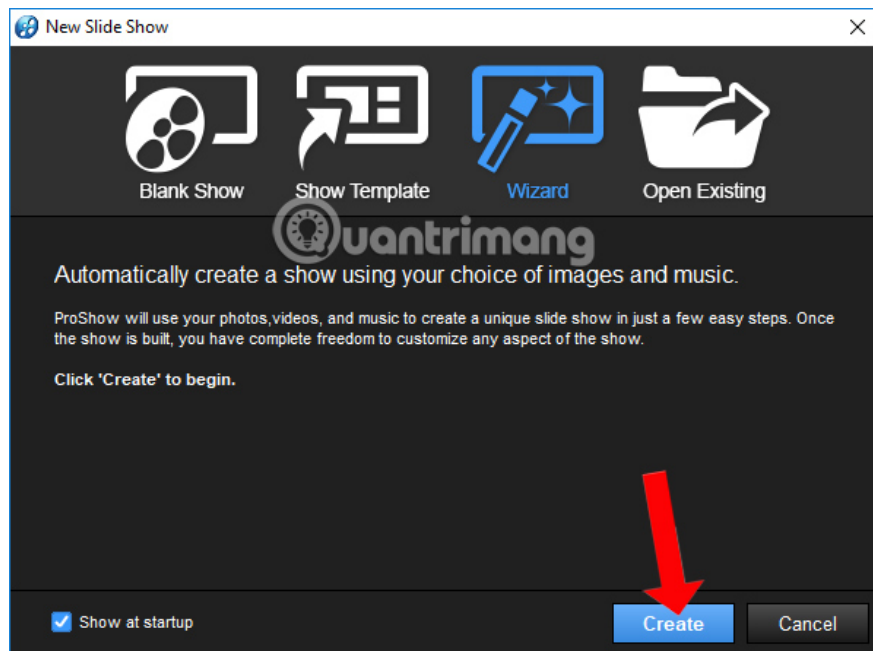 New Slide Show
Blank Show
Show Template
Wizard
Open Existing
Quantrimang
Automatically create a show using your choice of images and music.
ProShow will use your photos,videos, and music to create a unique slide show in just a few easy steps. Once
the show is built, you have complete freedom to customize any aspect of the show.
Click 'Create' to begin.
Show at startup
Create
Cancel